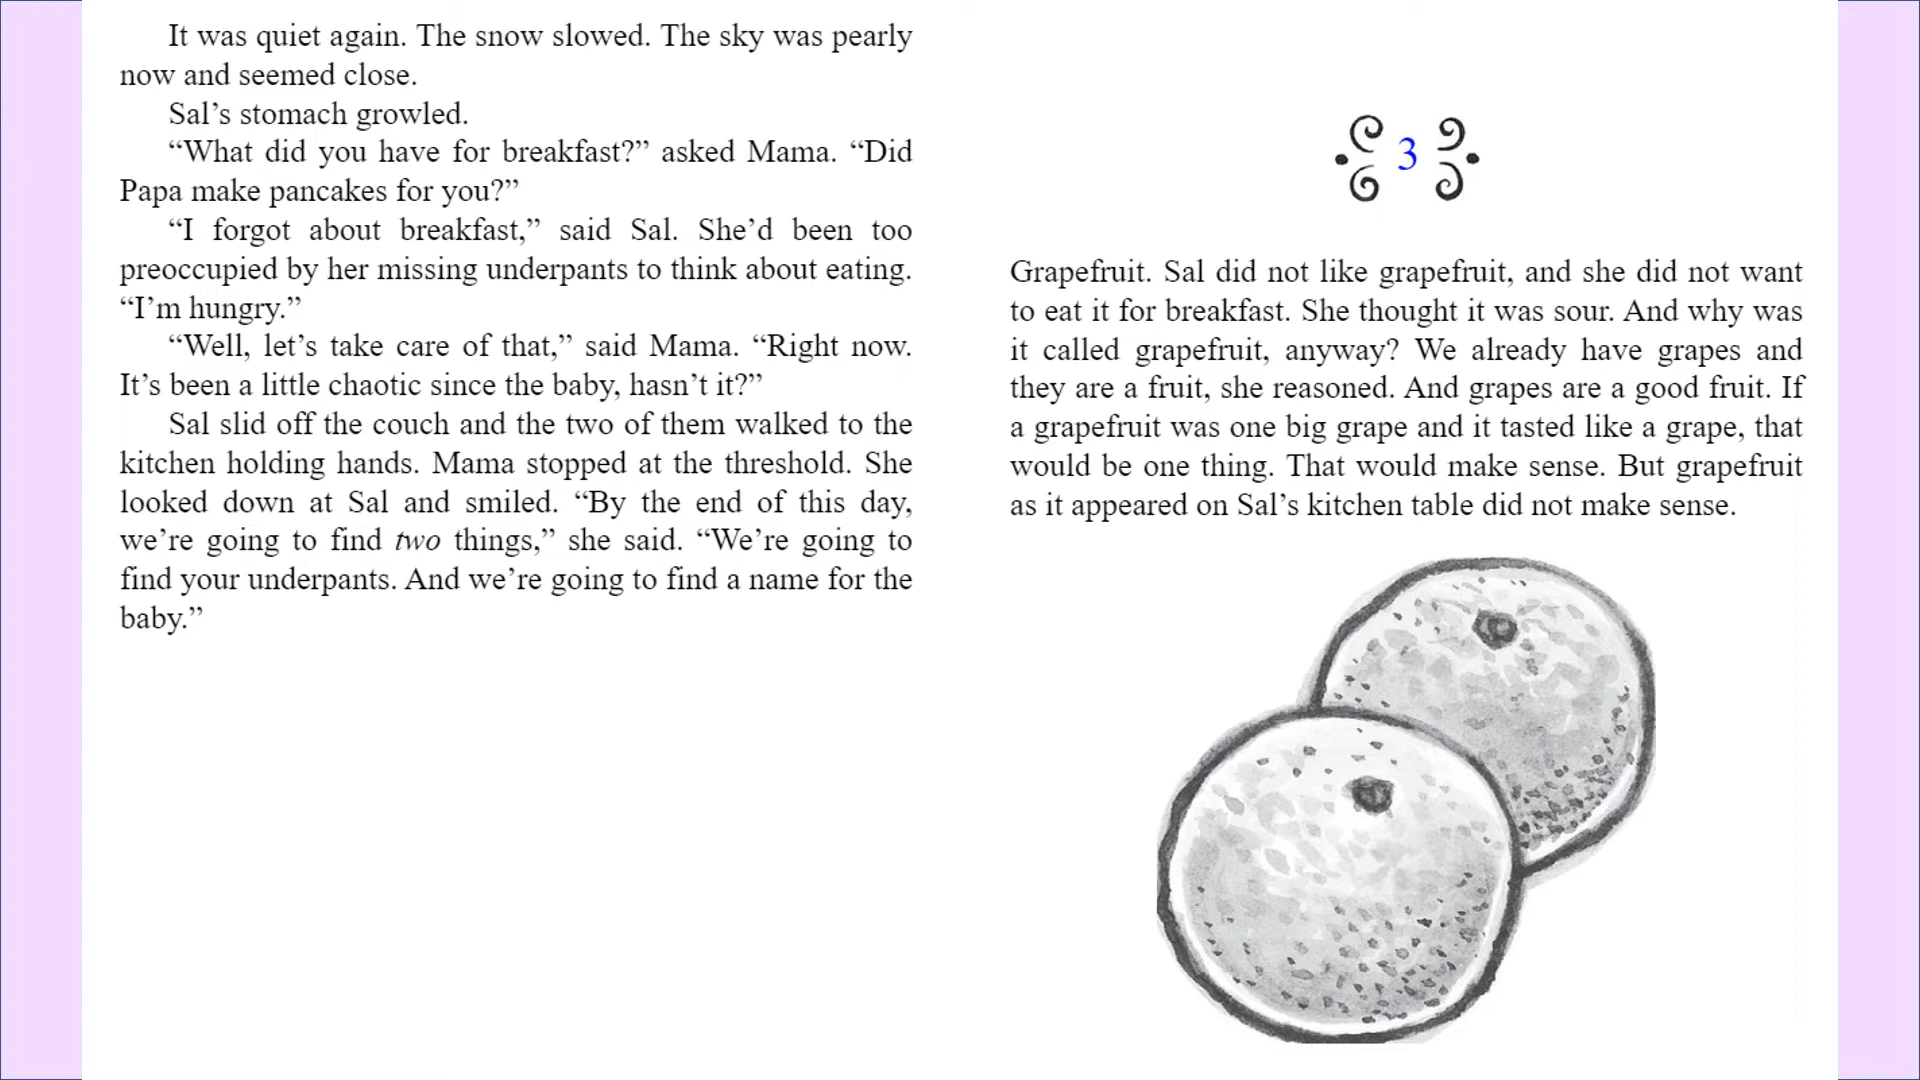 It was quiet again. The snow slowed. The sky was pearly
now and seemed close.
Sal’s stomach growled.
“What did you have for breakfast?” asked Mama. “Did
Papa make pancakes for you?”
“I forgot about breakfast,” said Sal. She’d been too
preoccupied by her missing underpants to think about eating.
“I’m hungry.”
“Well, let’s take care of that,” said Mama. “Right now.
It’s been a little chaotic since the baby, hasn’t it?”
Sal slid off the couch and the two of them walked to the
kitchen holding hands. Mama stopped at the threshold. She
looked down at Sal and smiled. “By the end of this day,
we’re going to find two things,” she said. “We’re going to
find your underpants. And we’re going to find a name for the
baby.”
3
Grapefruit. Sal did not like grapefruit, and she did not want
to eat it for breakfast. She thought it was sour. And why was
it called grapefruit, anyway? We already have grapes and
they are a fruit, she reasoned. And grapes are a good fruit. If
a grapefruit was one big grape and it tasted like a grape, that
would be one thing. That would make sense. But grapefruit
as it appeared on Sal’s kitchen table did not make sense.